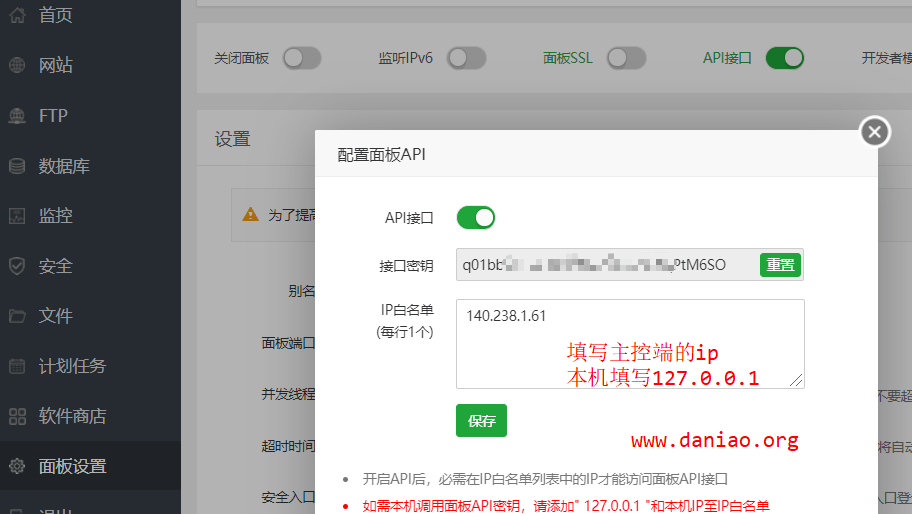 首页
网站
FTP
数据库
监控
安全
文件
计划任务
软件商店
面板设置
关闭面板
监听IPv6
面板SSL
API接口
开发者模
设置
为了提高
别名
面板端口
并发线程
超时时间
安全入口
不要超
将自动
入口登
配置面板API
API接口
接口密钥
q01bb
PtM6SO
重置
IP白名单
(每行1个)
140.238.1.61
填写主控端的ip
本机填写127.0.0.1
保存
www.daniao.org
开启API后，必需在IP白名单列表中的IP才能访问面板API接口
如需本机调用面板API密钥，请添加" 127.0.0.1 "和本机IP至IP白名单